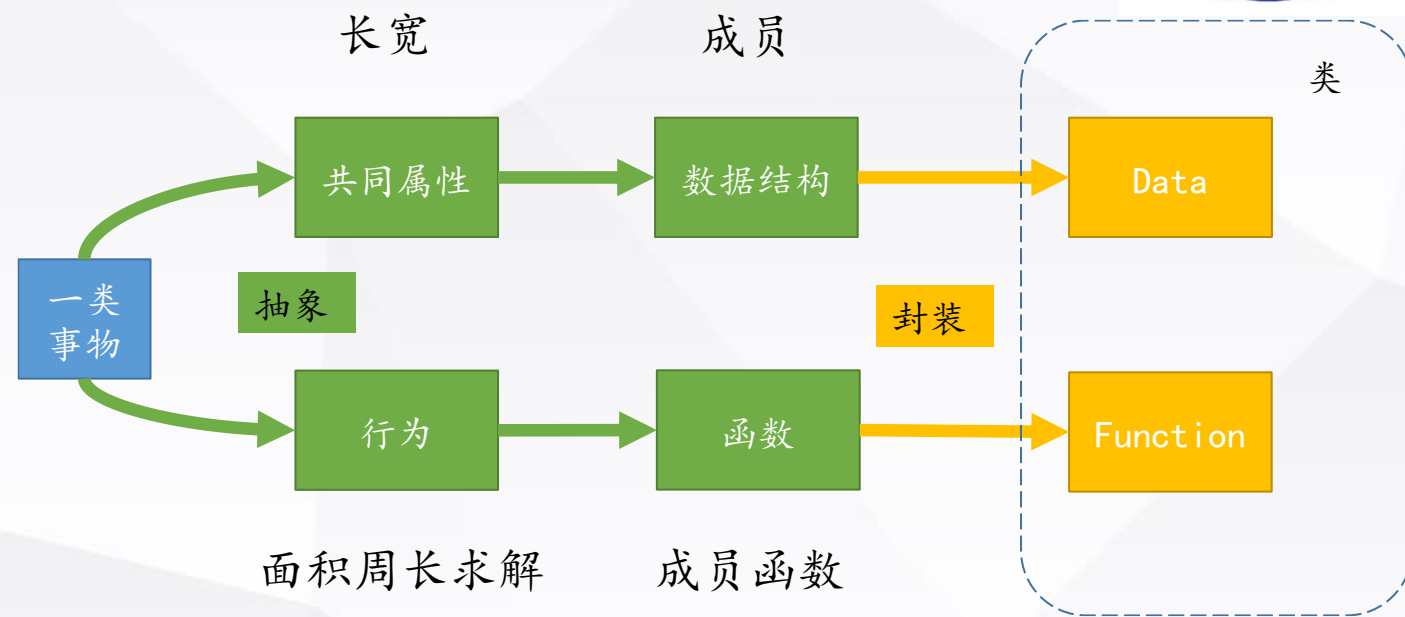 长宽
成员
类
共同属性
数据结构
Data
一类
事物
抽象
封装
行为
函数
Function
面积周长求解
成员函数